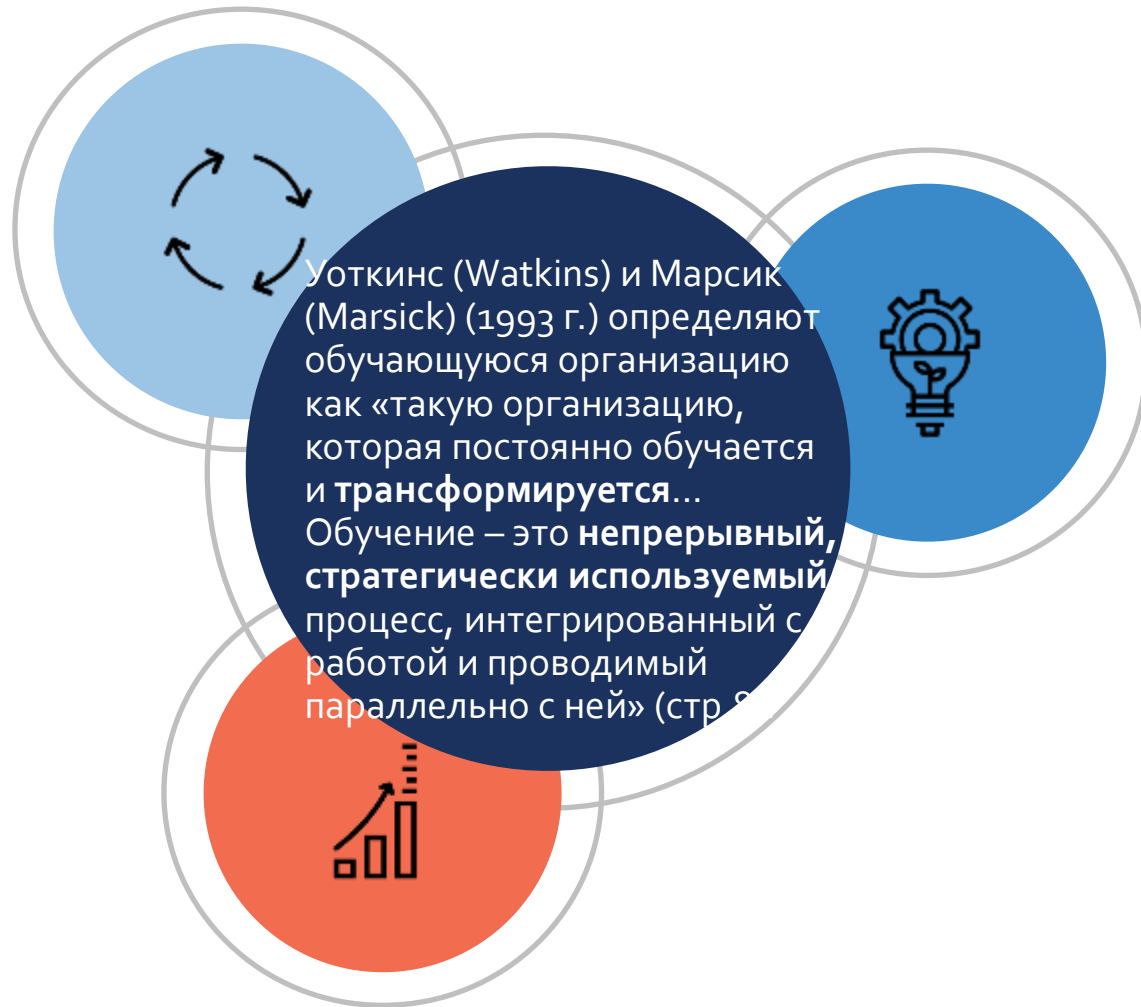 Уоткинс (Watkins) и Марсик
(Marsick) (1993 г.) определяют
обучающуюся организацию
как «такую организацию,
которая постоянно обучается
и трансформируется...
Обучение – это непрерывный,
стратегически используемый
процесс, интегрированный с
работой и проводимый
параллельно с ней» (стр